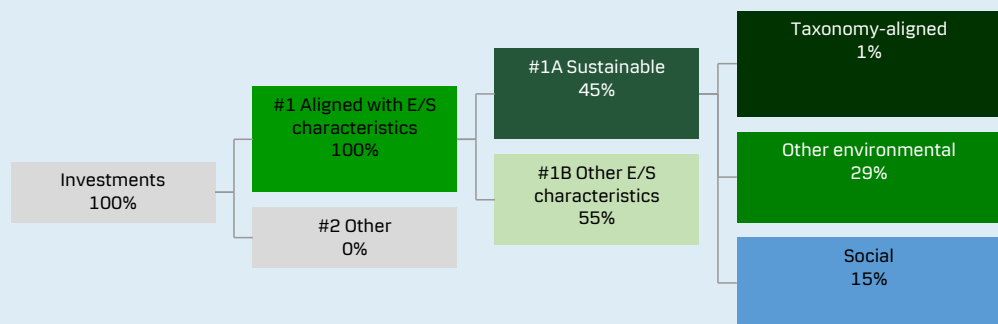 Investments
100%
#1 Aligned with E/S
characteristics
100%
#2 Other
0%
#1A Sustainable
45%
#1B Other E/S
characteristics
55%
Taxonomy-aligned
1%
Other environmental
29%
Social
15%